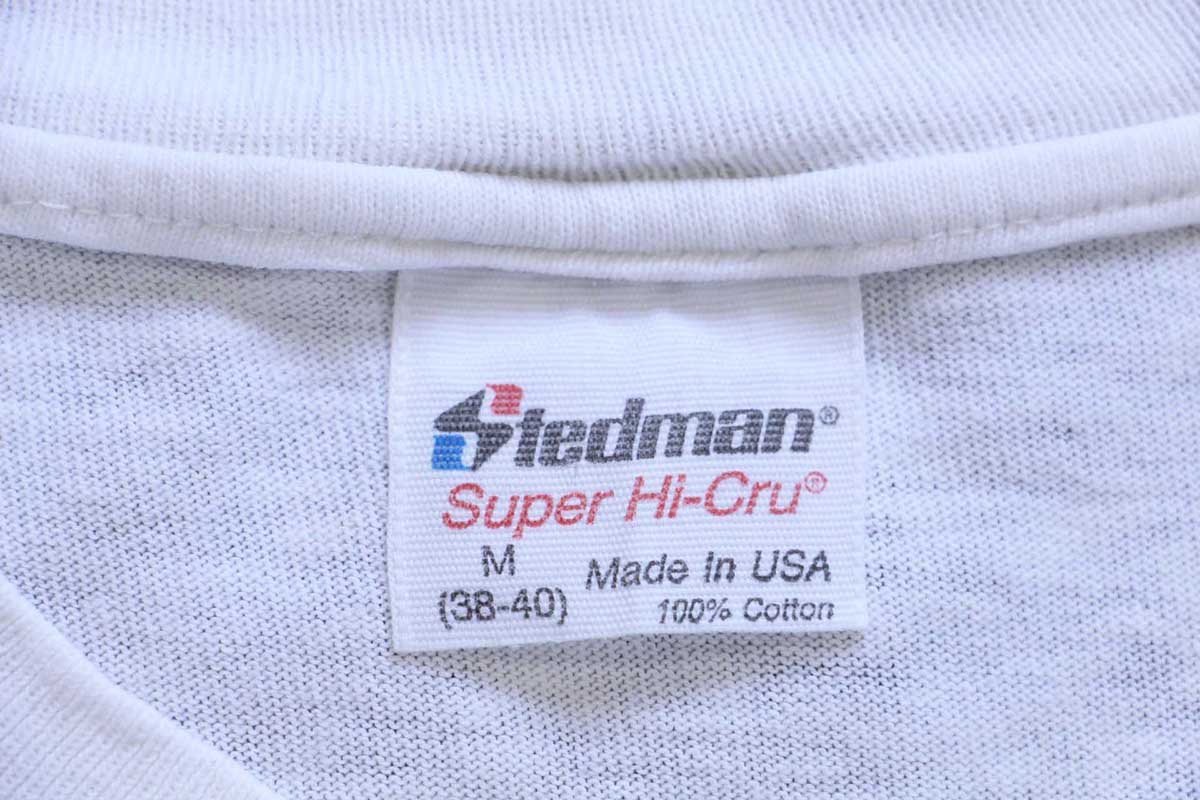 Stedman®
Super Hi-Cru®
M
(38-40)
Made In USA
100% Cotton